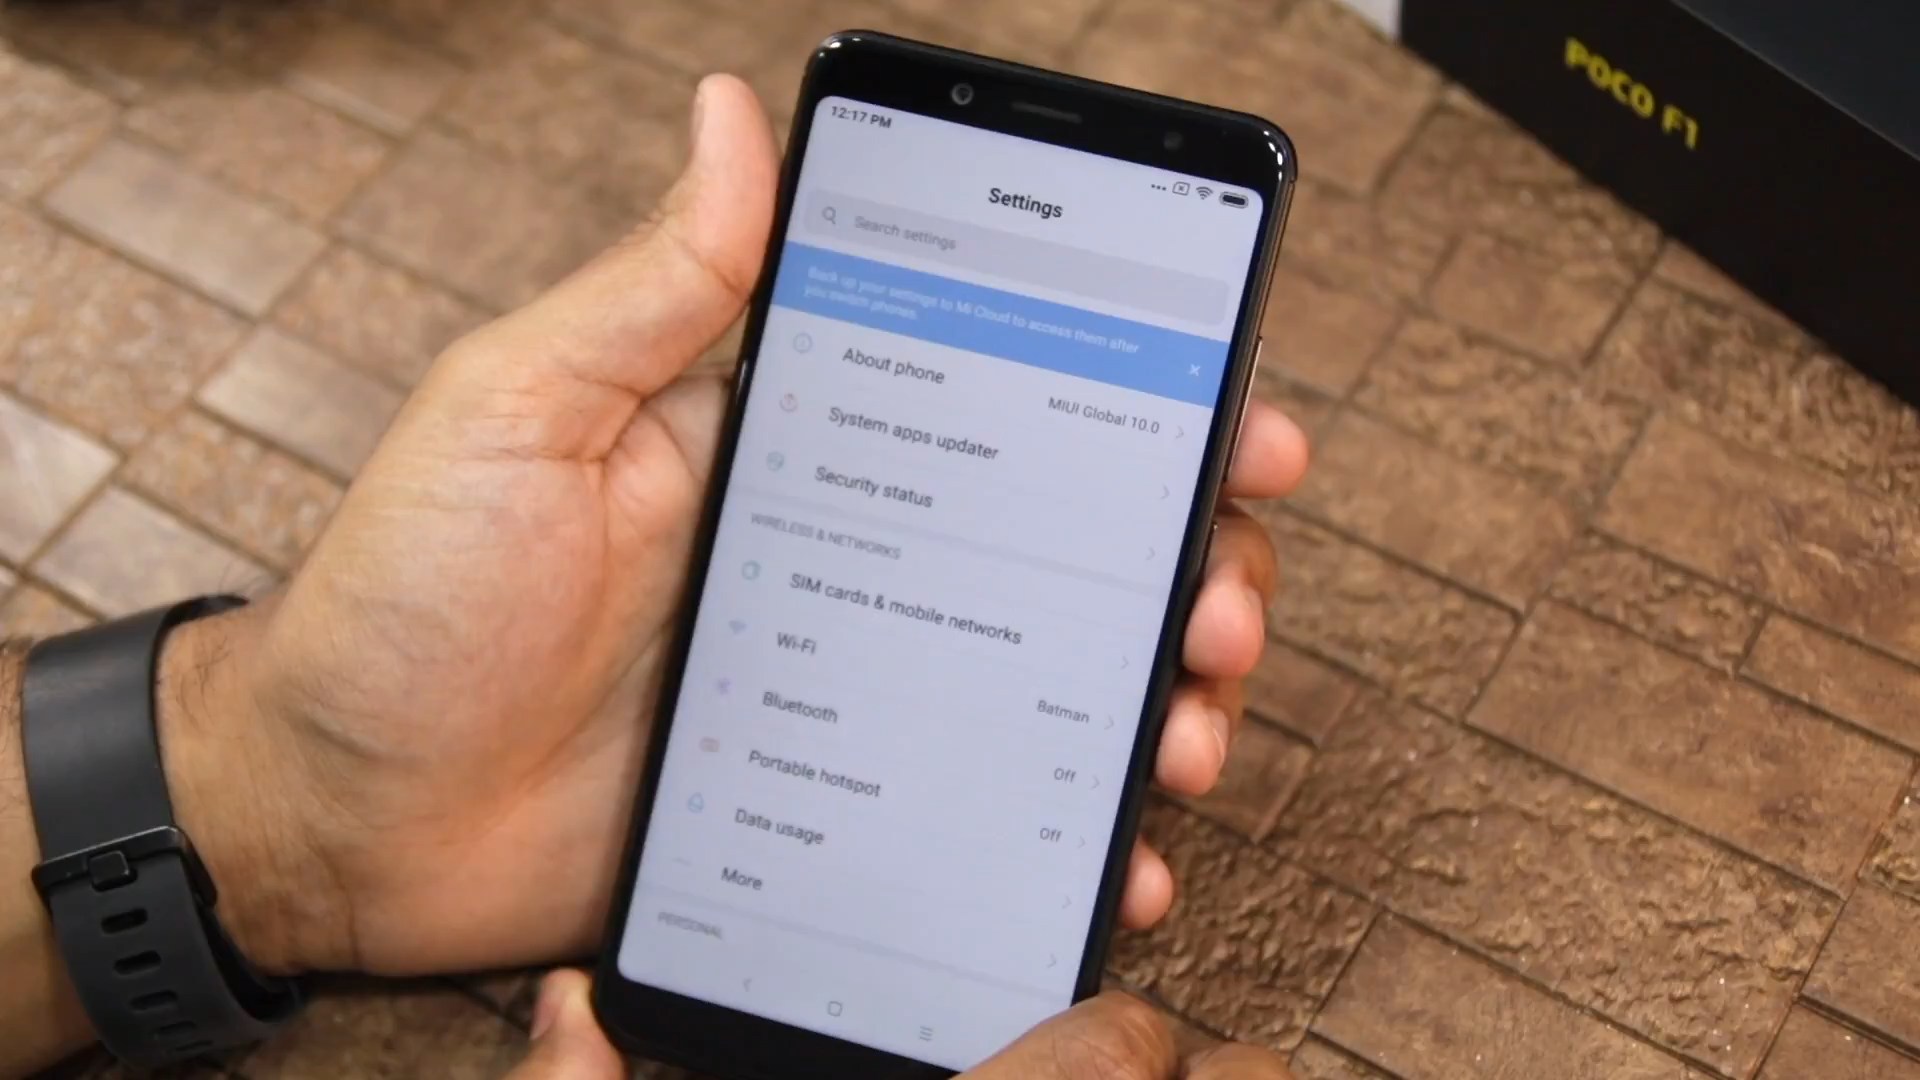 POCO F1
12:17 PM
Settings
Search settings
Back up your settings to Mi Cloud to access them after
you switch phones.
About phone
MIUI Global 10.0
System apps updater
Security status
WIRELESS & NETWORKS
SIM cards & mobile networks
Wi-Fi
Batman
Bluetooth
Off
Portable hotspot
Off
Data usage
More
PERSONAL